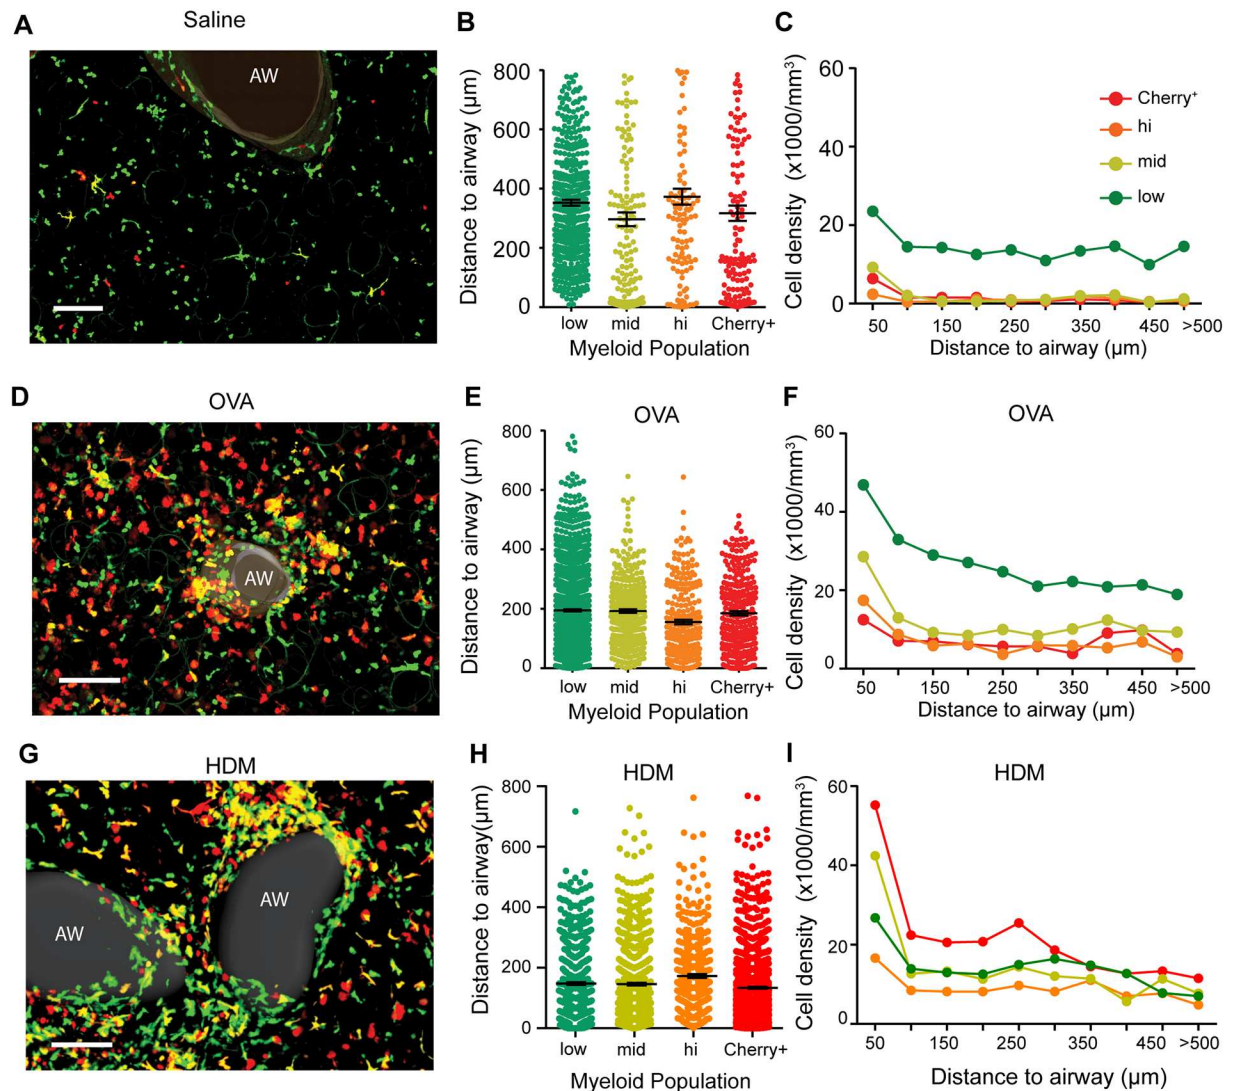 A
Saline
AW
B
Distance to airway (µm)
800
600
400
200
0
low mid hi Cherry+
Myeloid Population
C
Cell density (x1000/mm³)
60
40
20
0
Cherry⁺
hi
mid
low
50 150 250 350 450 >500
Distance to airway (µm)
D
OVA
AW
E
OVA
Distance to airway (µm)
800
600
400
200
0
low mid hi Cherry+
Myeloid Population
F
OVA
Cell density (x1000/mm³)
60
40
20
0
50 150 250 350 450 >500
Distance to airway (µm)
G
HDM
AW
AW
H
HDM
Distance to airway(µm)
800
600
400
200
0
low mid hi Cherry+
Myeloid Population
I
HDM
Cell density (x1000/mm³)
60
40
20
0
50 150 250 350 450 >500
Distance to airway (µm)